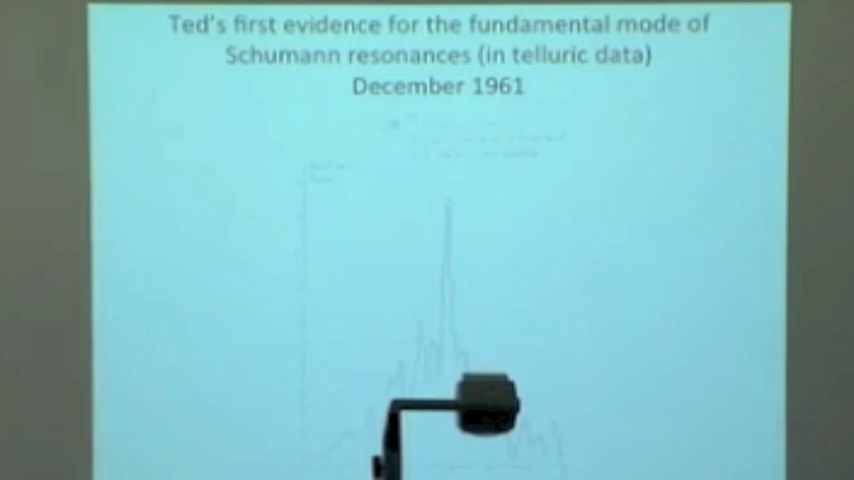 Ted's first evidence for the fundamental mode of
Schumann resonances (in telluric data)
December 1961